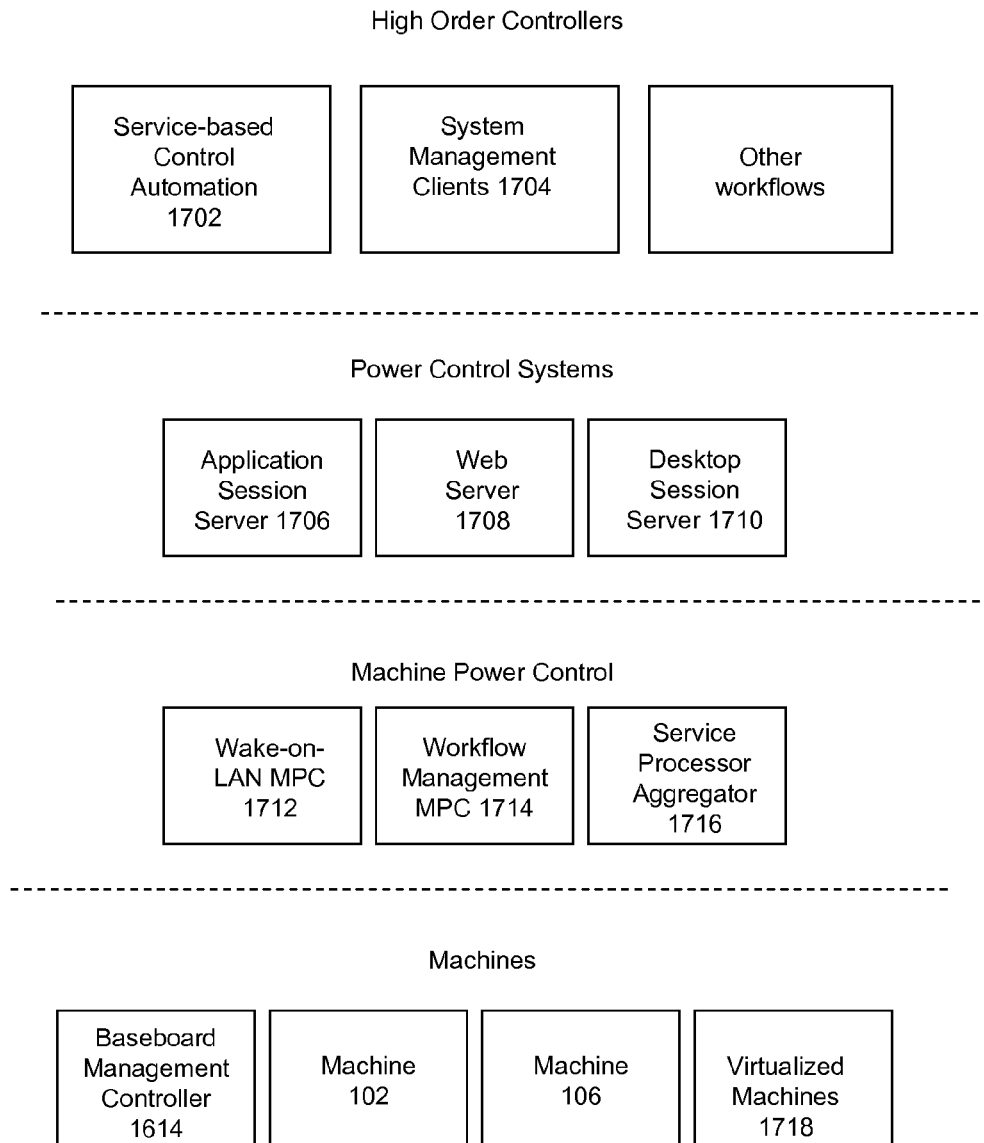 High Order Controllers
Service-based
Control
Automation
1702
System
Management
Clients 1704
Other
workflows
Power Control Systems
Application
Session
Server 1706
Web
Server
1708
Desktop
Session
Server 1710
Machine Power Control
Wake-on-
LAN MPC
1712
Workflow
Management
MPC 1714
Service
Processor
Aggregator
1716
Machines
Baseboard
Management
Controller
1614
Machine
102
Machine
106
Virtualized
Machines
1718